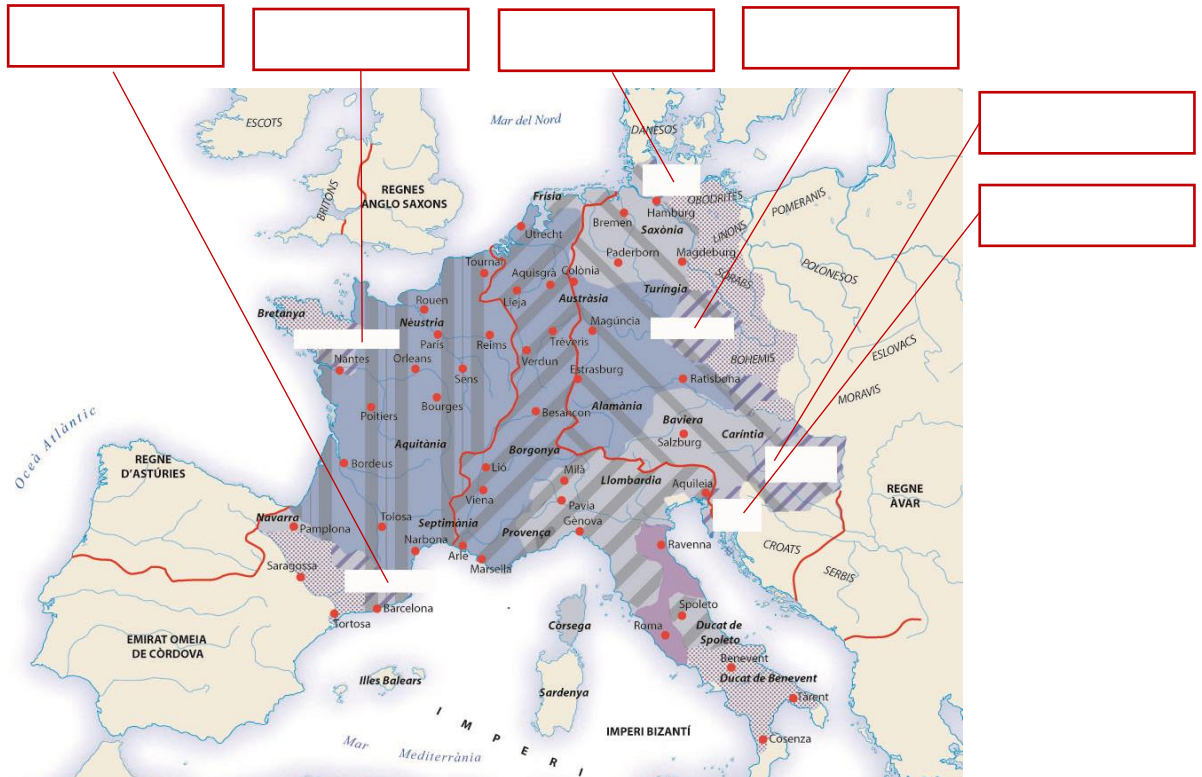 ESCOTS
Mar del Nord
DANESOS
BRITONS
REGNES
ANGLO SAXONS
Frísia
OBODRITES
POMERANIS
Hamburg
Bremen
Saxònia
LINONS
Utrecht
Paderborn
Magdeburg
POLONESOS
Tournai
Aquisgrà
Colònia
SORABS
Lieja
Austràsia
Turíngia
Rouen
Bretanya
Nèustria
Magúncia
París
Reims
Trèveris
ESLOVACS
Nantes
Orleans
Verdun
BOHEMIS
Sens
Estrasburg
Ratisbona
MORAVIS
Bourges
Poitiers
Besançon
Alamània
Oceà Atlàntic
Baviera
Caríntia
Aquitània
Salzburg
Borgonya
REGNE
D'ASTÚRIES
Bordeus
Lió
Milà
Llombardia
Aquileia
REGNE
ÀVAR
Viena
Pavia
Navarra
Pamplona
Tolosa
Septimània
Provença
Gènova
Narbona
Arle
Marsella
Ravenna
CROATS
Saragossa
SERBIS
Barcelona
Tortosa
Spoleto
Còrsega
Roma
Ducat de
Spoleto
EMIRAT OMEIA
DE CÒRDOVA
Benevent
Illes Balears
Ducat de Benevent
Sardenya
Tàrent
IMPERI
IMPERI BIZANTÍ
Mar Mediterrània
Cosenza